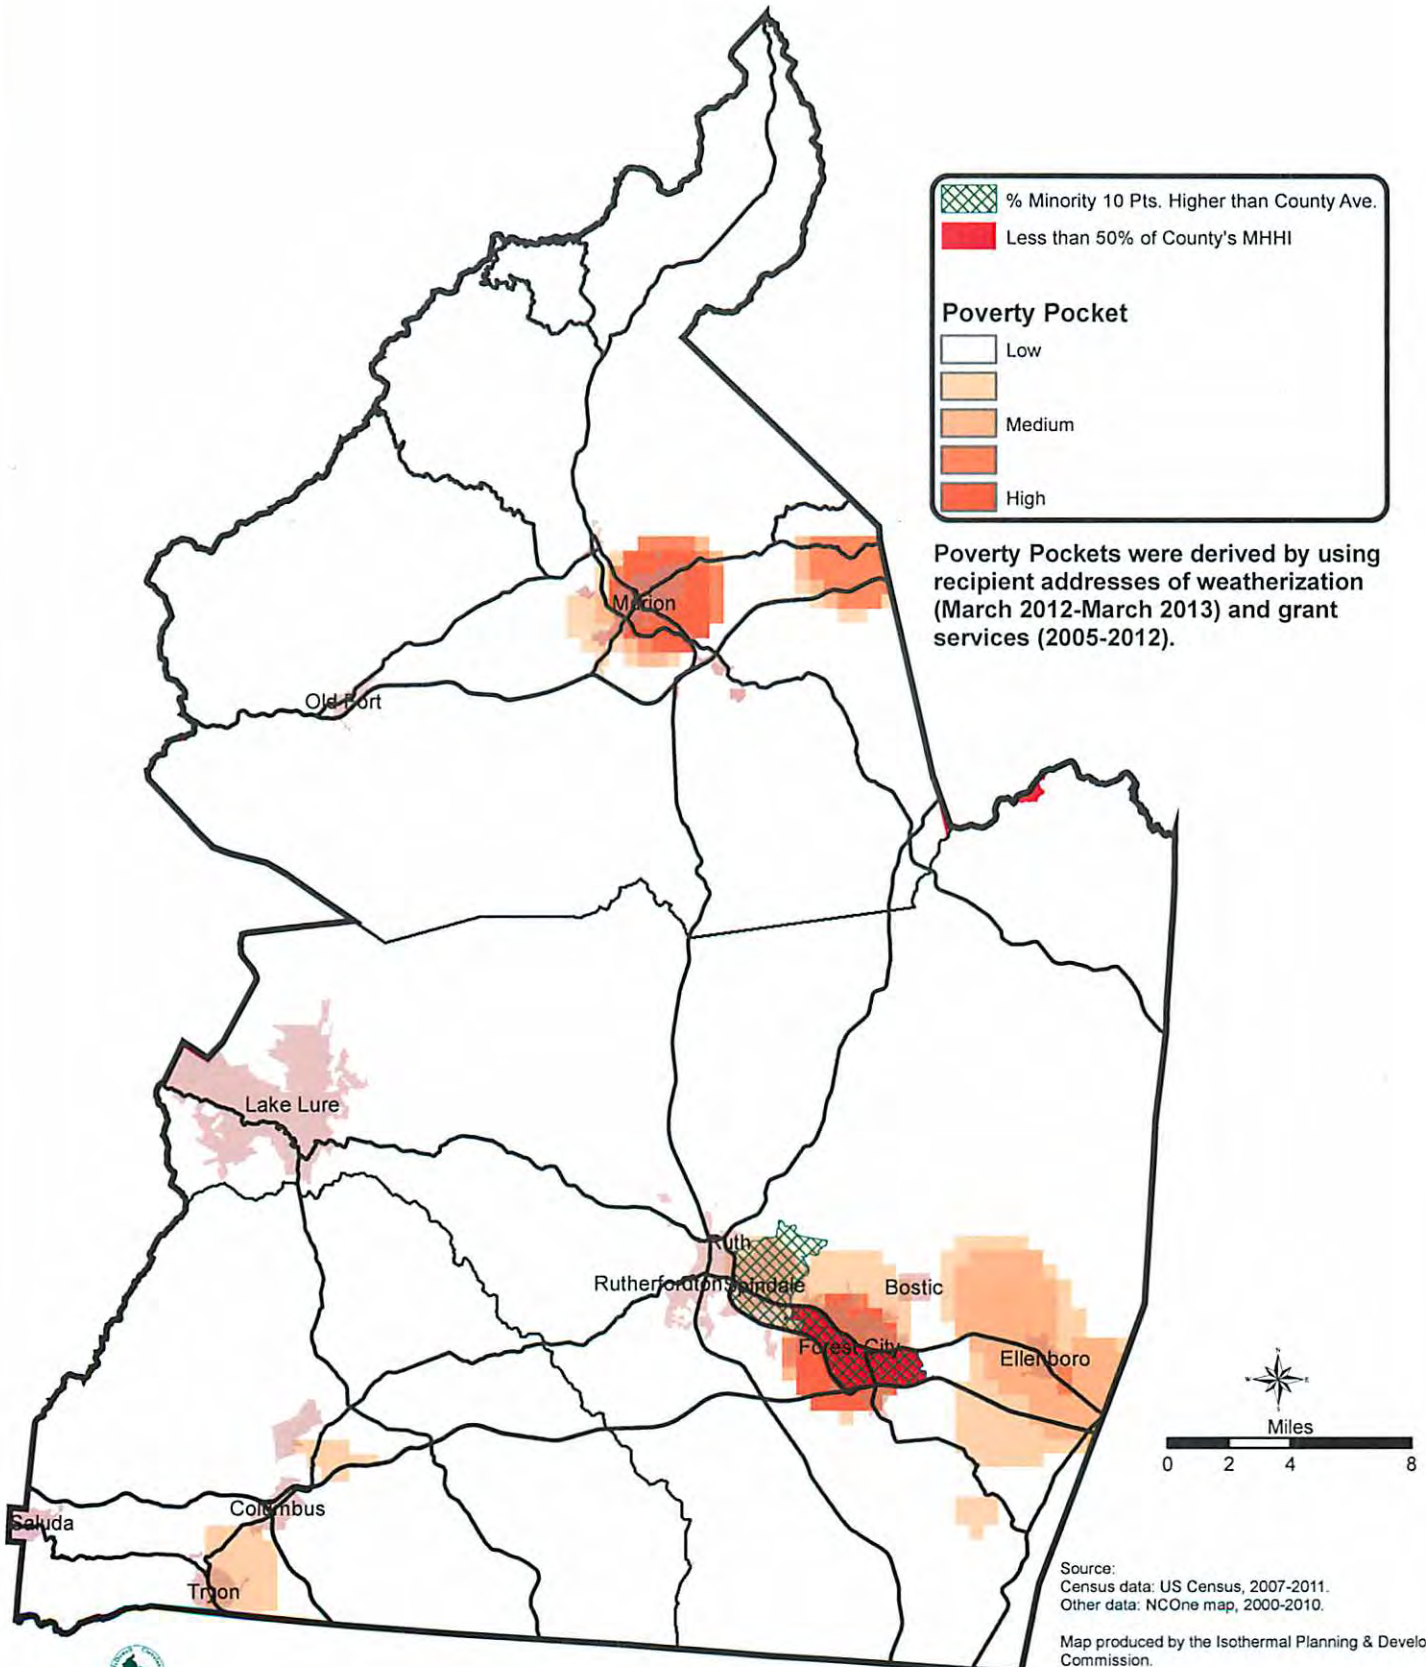 % Minority 10 Pts. Higher than County Ave.
Less than 50% of County's MHHI
Poverty Pocket
Low
Medium
High
Poverty Pockets were derived by using
recipient addresses of weatherization
(March 2012-March 2013) and grant
services (2005-2012).
Marion
Old Fort
Lake Lure
Ruth
Rutherfordton
Spindale
Bostic
Forest City
Ellenboro
Columbus
Saluda
Tryon
N
W E
S
Miles
0 2 4 8
Source:
Census data: US Census, 2007-2011.
Other data: NCOne map, 2000-2010.
Map produced by the Isothermal Planning & Develo
Commission.